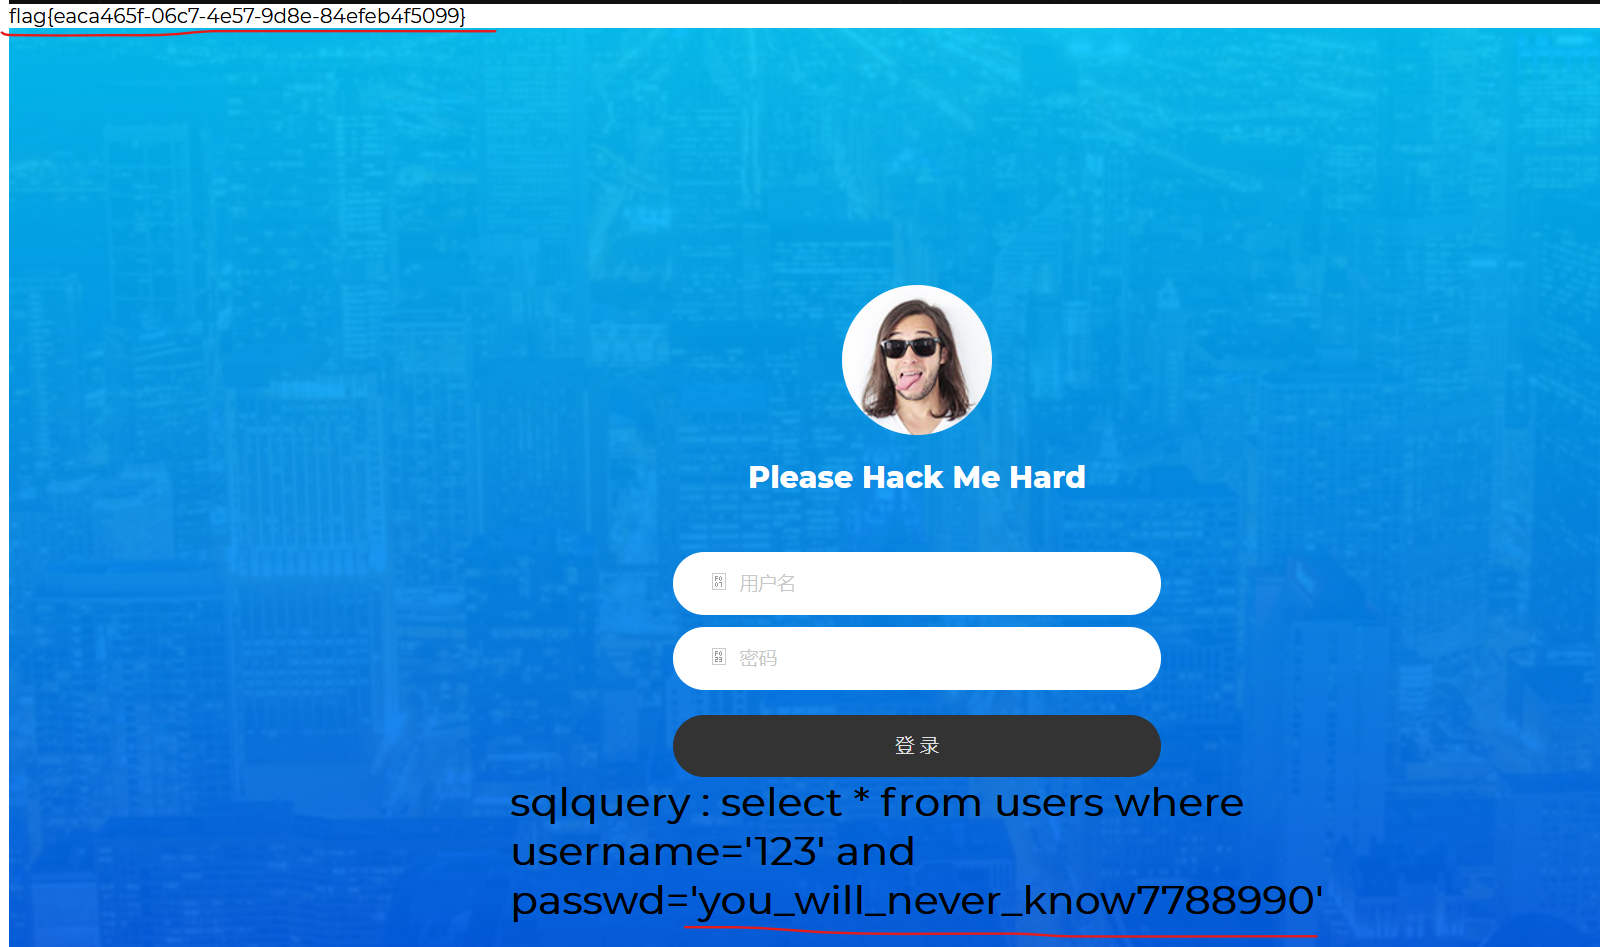 flag{eaca465f-06c7-4e57-9d8e-84efeb4f5099}
Please Hack Me Hard
用户名
密码
登录
sqlquery : select * from users where
username='123' and
passwd='you_will_never_know7788990'